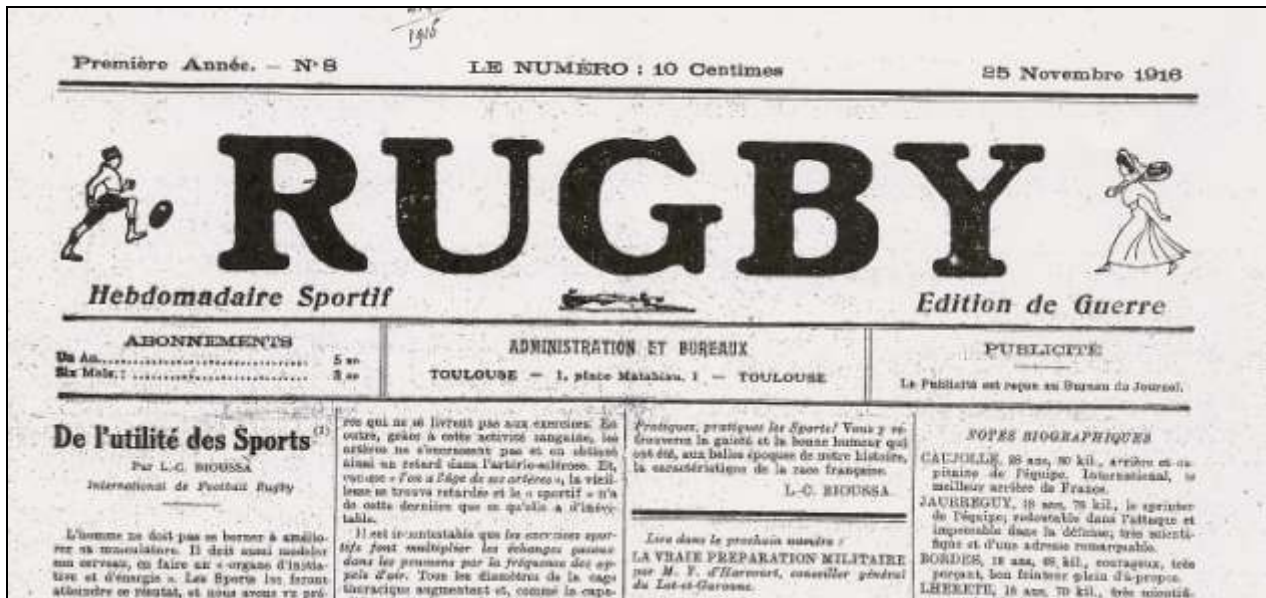 1916
Première Année. — N° 8
LE NUMÉRO : 10 Centimes
25 Novembre 1916
RUGBY
Hebdomadaire Sportif
Edition de Guerre
ABONNEMENTS
Un An
Six Mois :
ADMINISTRATION ET BUREAUX
TOULOUSE — 1, place Matabiau, 1 — TOULOUSE
PUBLICITÉ
La Publicité est reçue au Bureau du Journal.
De l'utilité des Sports (1)
Par L.-C. BIOUSSA
International de Football Rugby
L'homme ne doit pas se borner à amélio-
rer sa musculature. Il doit aussi modeler
son cerveau, en faire un « organe d'initia-
tive et d'énergie ». Les Sports lui feront
atteindre ce résultat, et nous avons vu pré-
rée qui ne se livrent pas aux exercices. En
outre, grâce à cette activité sanguine, les
artères ne s'encrassent pas et on obtient
ainsi un retard dans l'artério-sclérose. Et,
comme « l'on a l'âge de ses artères », la vieil-
lesse se trouve retardée et le « sportif » n'a
de cette dernière que ce qu'elle a d'inévi-
table.
Il est incontestable que les exercices spor-
tifs font multiplier les échanges gazeux
dans les poumons par la fréquence des ap-
pels d'air. Tous les diamètres de la cage
thoracique augmentent et, comme la capa-
Pratiquez, pratiquez les Sports! Vous y re-
trouverez la gaieté et la bonne humeur qui
ont été, aux belles époques de notre histoire,
la caractéristique de la race française.
L.-C. BIOUSSA.
Lire dans le prochain numéro :
LA VRAIE PREPARATION MILITAIRE
par M. V. d'Harcourt, conseiller général
du Lot-et-Garonne.
NOTES BIOGRAPHIQUES
CAUJOLLE, 28 ans, 80 kil., arrière et ca-
pitaine de l'équipe. International, le
meilleur arrière de France.
JAURREGUY, 18 ans, 76 kil., le sprinter
de l'équipe; redoutable dans l'attaque et
impeccable dans la défense; très scienti-
fique et d'une adresse remarquable.
BORDES, 18 ans, 68 kil., courageux, très
perçant, bon feinteur plein d'à-propos.
LHERETE, 18 ans, 70 kil., très scientifi-